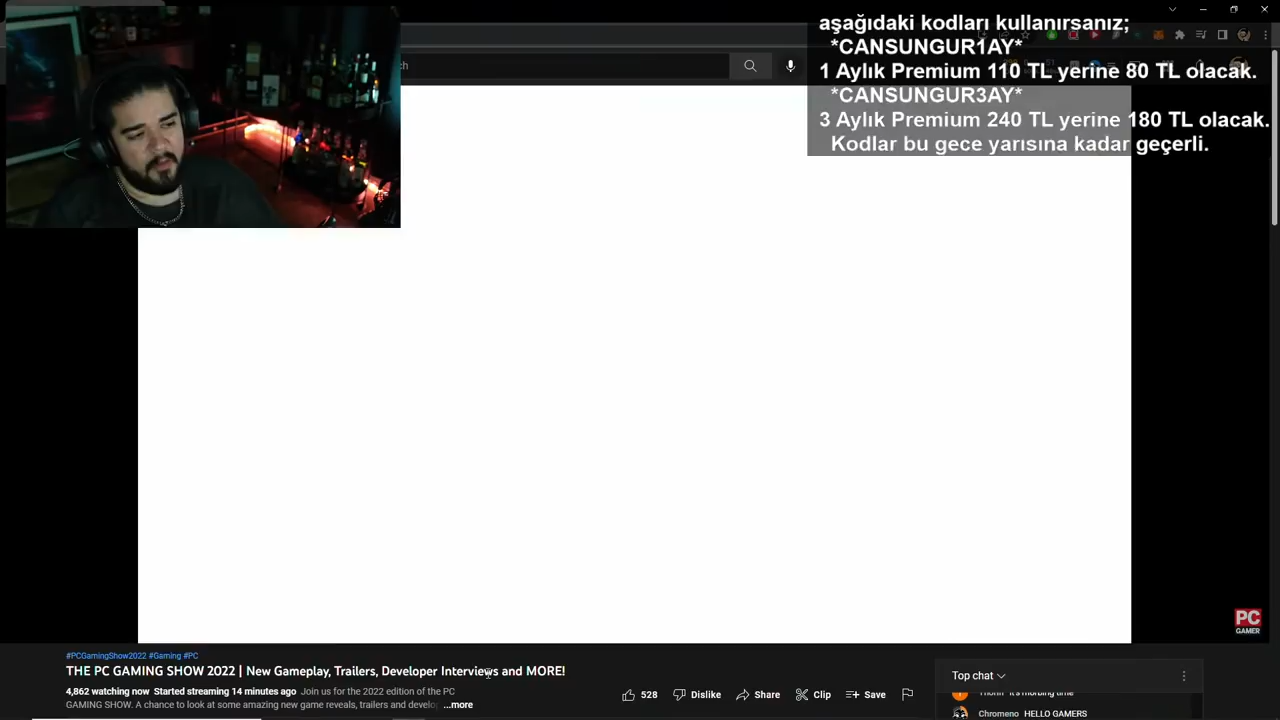 aşağıdaki kodları kullanırsanız;
*CANSUNGUR1AY*
1 Aylık Premium 110 TL yerine 80 TL olacak.
*CANSUNGUR3AY*
3 Aylık Premium 240 TL yerine 180 TL olacak.
Kodlar bu gece yarısına kadar geçerli.
ch
PC
GAMER
#PCGamingShow2022 #Gaming #PC
THE PC GAMING SHOW 2022 | New Gameplay, Trailers, Developer Interviews and MORE!
4,862 watching now Started streaming 14 minutes ago Join us for the 2022 edition of the PC
GAMING SHOW. A chance to look at some amazing new game reveals, trailers and develop ...more
528
Dislike
Share
Clip
Save
Top chat
Chromeno HELLO GAMERS